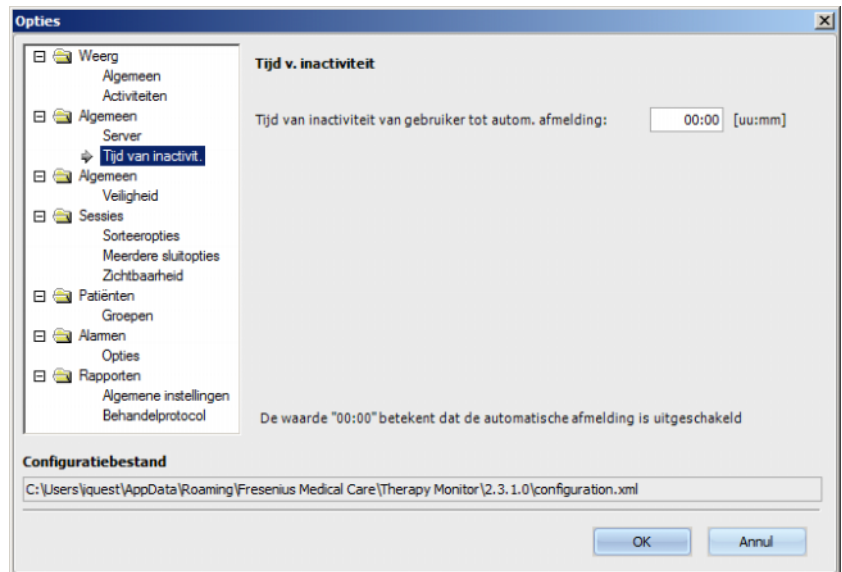 Opties
Weerg
Algemeen
Activiteiten
Algemeen
Server
Tijd van inactivit.
Algemeen
Veiligheid
Sessies
Sorteeropties
Meerdere sluitopties
Zichtbaarheid
Patiënten
Groepen
Alarmen
Opties
Rapporten
Algemene instellingen
Behandelprotocol
Tijd v. inactiviteit
Tijd van inactiviteit van gebruiker tot autom. afmelding: 00:00 [uu:mm]
De waarde "00:00" betekent dat de automatische afmelding is uitgeschakeld
Configuratiebestand
C:\Users\iquest\AppData\Roaming\Fresenius Medical Care\Therapy Monitor\2.3.1.0\configuration.xml
OK Annul